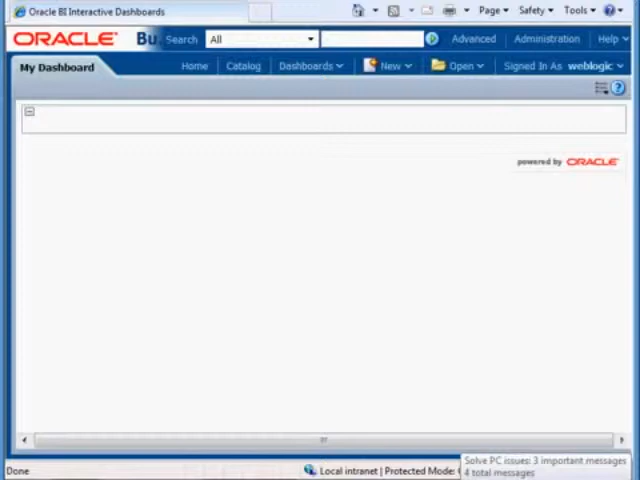 Oracle BI Interactive Dashboards
Page Safety Tools
ORACLE Bu Search All Advanced Administration Help
My Dashboard Home Catalog Dashboards New Open Signed In As weblogic
powered by ORACLE
Solve PC issues: 3 important messages
Done Local intranet | Protected Mode: 4 total messages